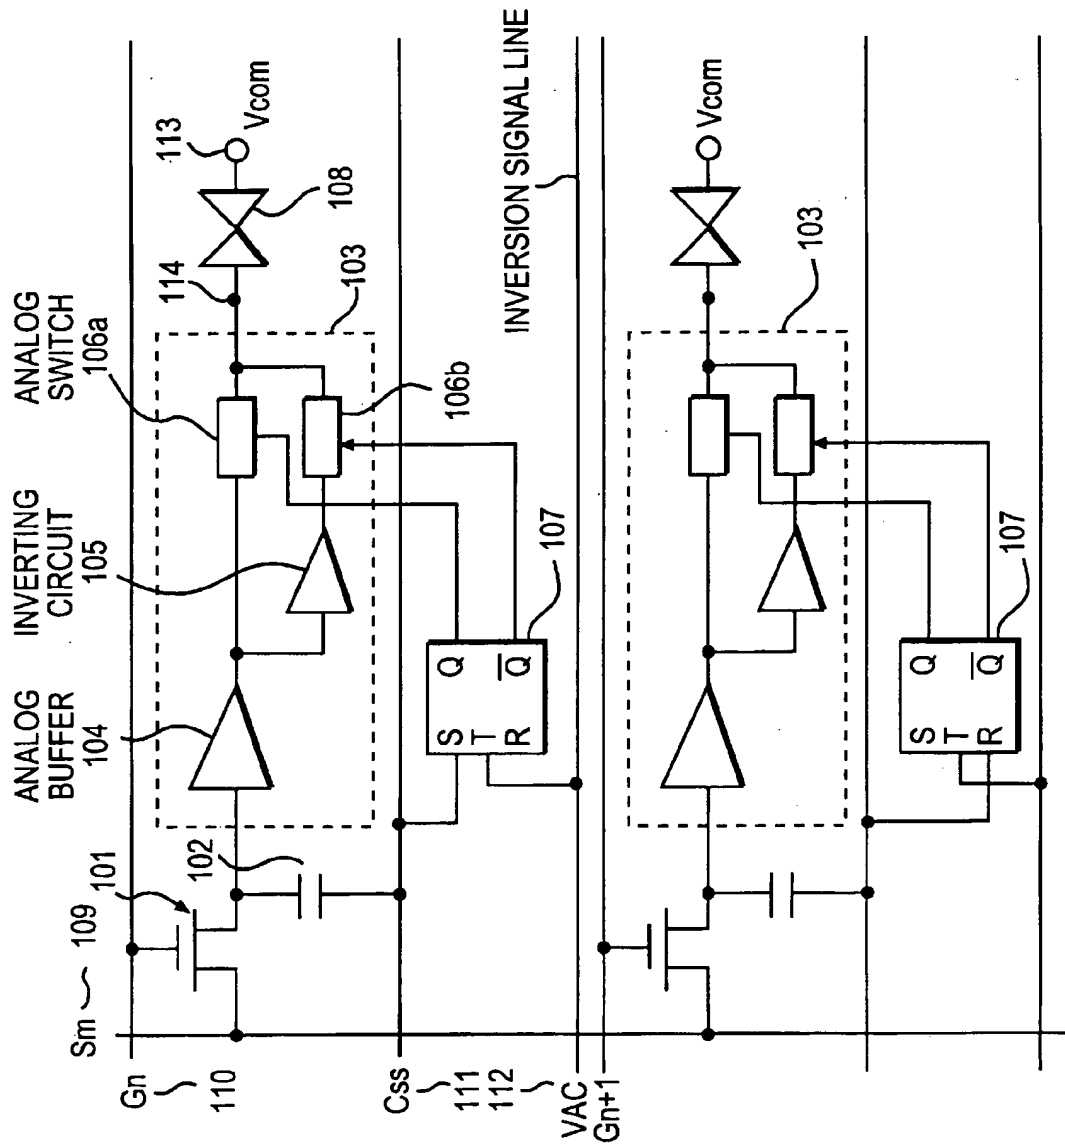 ANALOG
BUFFER
104
INVERTING
CIRCUIT
105
ANALOG
SWITCH
106a
114
103
113
Vcom
108
106b
101
102
Sm
109
Gn
110
Css
111
112
VAC
Gn+1
S
T
R
Q
Q̅
107
INVERSION SIGNAL LINE
Vcom
103
S
T
R
Q
Q̅
107